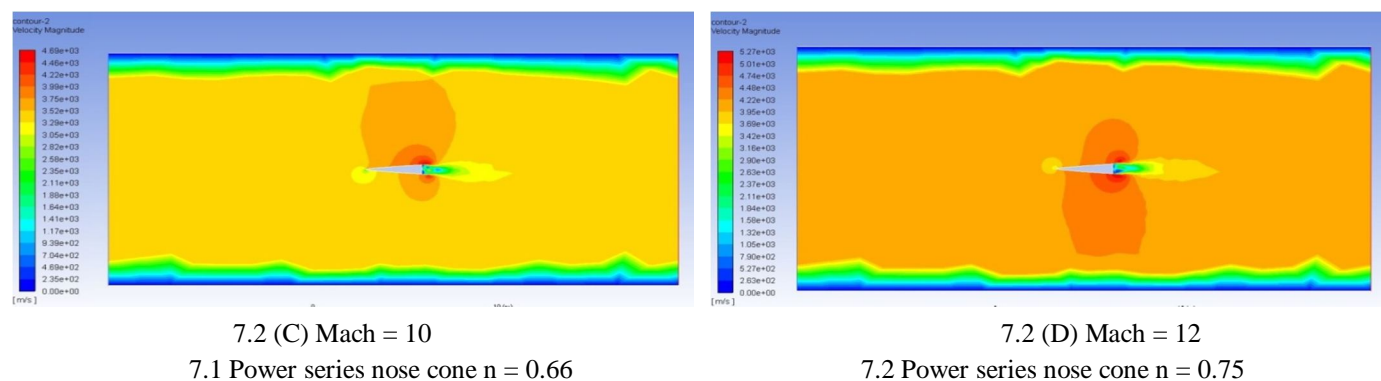 contour-2
Velocity Magnitude
4.69e+03
4.46e+03
4.22e+03
3.99e+03
3.75e+03
3.52e+03
3.29e+03
3.05e+03
2.82e+03
2.58e+03
2.35e+03
2.11e+03
1.88e+03
1.64e+03
1.41e+03
1.17e+03
9.39e+02
7.04e+02
4.69e+02
2.35e+02
0.00e+00
[ m/s ]
contour-2
Velocity Magnitude
5.27e+03
5.01e+03
4.74e+03
4.48e+03
4.22e+03
3.95e+03
3.69e+03
3.42e+03
3.16e+03
2.90e+03
2.63e+03
2.37e+03
2.11e+03
1.84e+03
1.58e+03
1.32e+03
1.05e+03
7.90e+02
5.27e+02
2.63e+02
0.00e+00
[ m/s ]
7.2 (C) Mach = 10
7.2 (D) Mach = 12
7.1 Power series nose cone n = 0.66
7.2 Power series nose cone n = 0.75